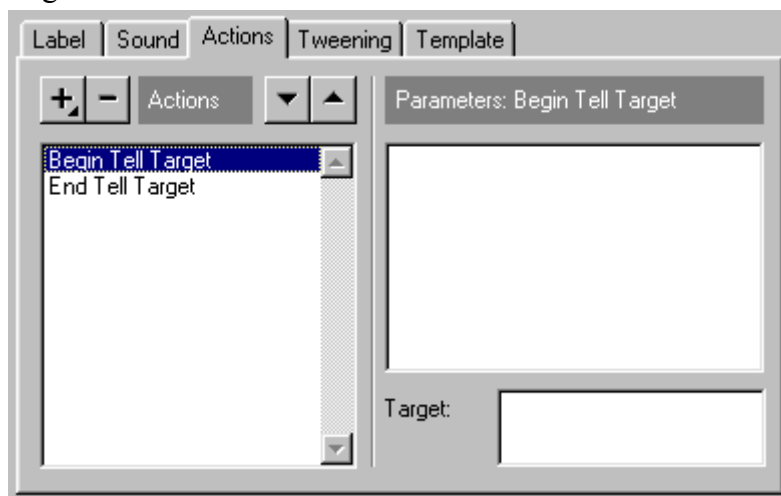 Label Sound Actions Tweening Template
Actions
Parameters: Begin Tell Target
Begin Tell Target
End Tell Target
Target: